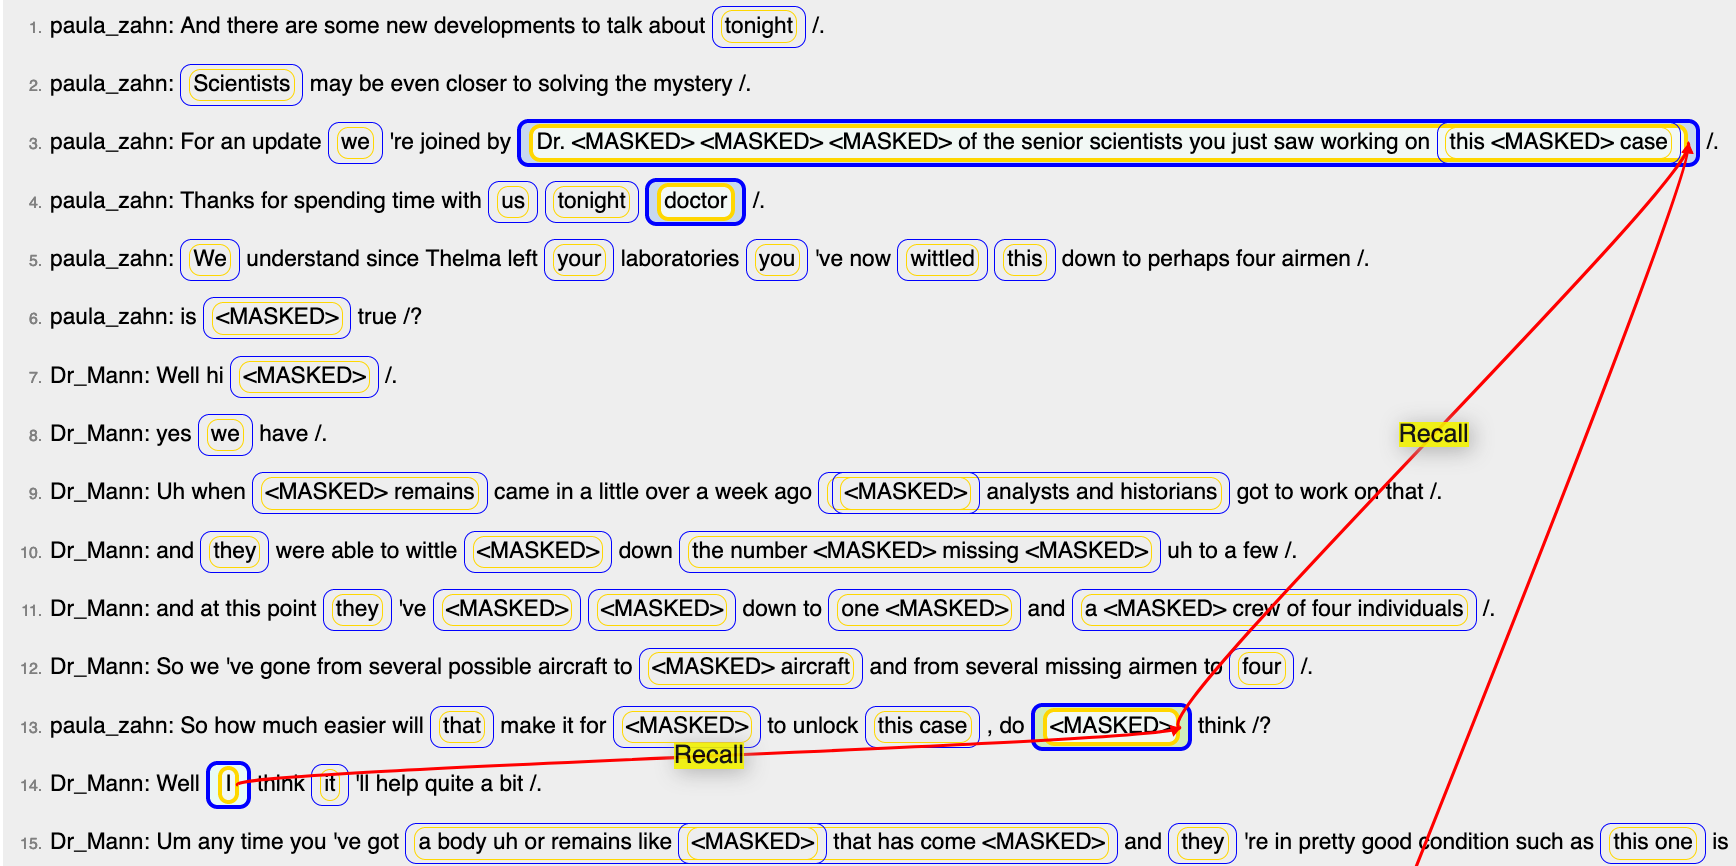 1. paula_zahn: And there are some new developments to talk about tonight /.
2. paula_zahn: Scientists may be even closer to solving the mystery /.
3. paula_zahn: For an update we 're joined by Dr. <MASKED> <MASKED> <MASKED> of the senior scientists you just saw working on this <MASKED> case /.
4. paula_zahn: Thanks for spending time with us tonight doctor /.
5. paula_zahn: We understand since Thelma left your laboratories you 've now wittled this down to perhaps four airmen /.
6. paula_zahn: is <MASKED> true /?
7. Dr_Mann: Well hi <MASKED> /.
8. Dr_Mann: yes we have /.
Recall
9. Dr_Mann: Uh when <MASKED> remains came in a little over a week ago <MASKED> analysts and historians got to work on that /.
10. Dr_Mann: and they were able to wittle <MASKED> down the number <MASKED> missing <MASKED> uh to a few /.
11. Dr_Mann: and at this point they 've <MASKED> <MASKED> down to one <MASKED> and a <MASKED> crew of four individuals /.
12. Dr_Mann: So we 've gone from several possible aircraft to <MASKED> aircraft and from several missing airmen to four /.
13. paula_zahn: So how much easier will that make it for <MASKED> to unlock this case , do <MASKED> think /?
Recall
14. Dr_Mann: Well I think it 'll help quite a bit /.
15. Dr_Mann: Um any time you 've got a body uh or remains like <MASKED> that has come <MASKED> and they 're in pretty good condition such as this one is